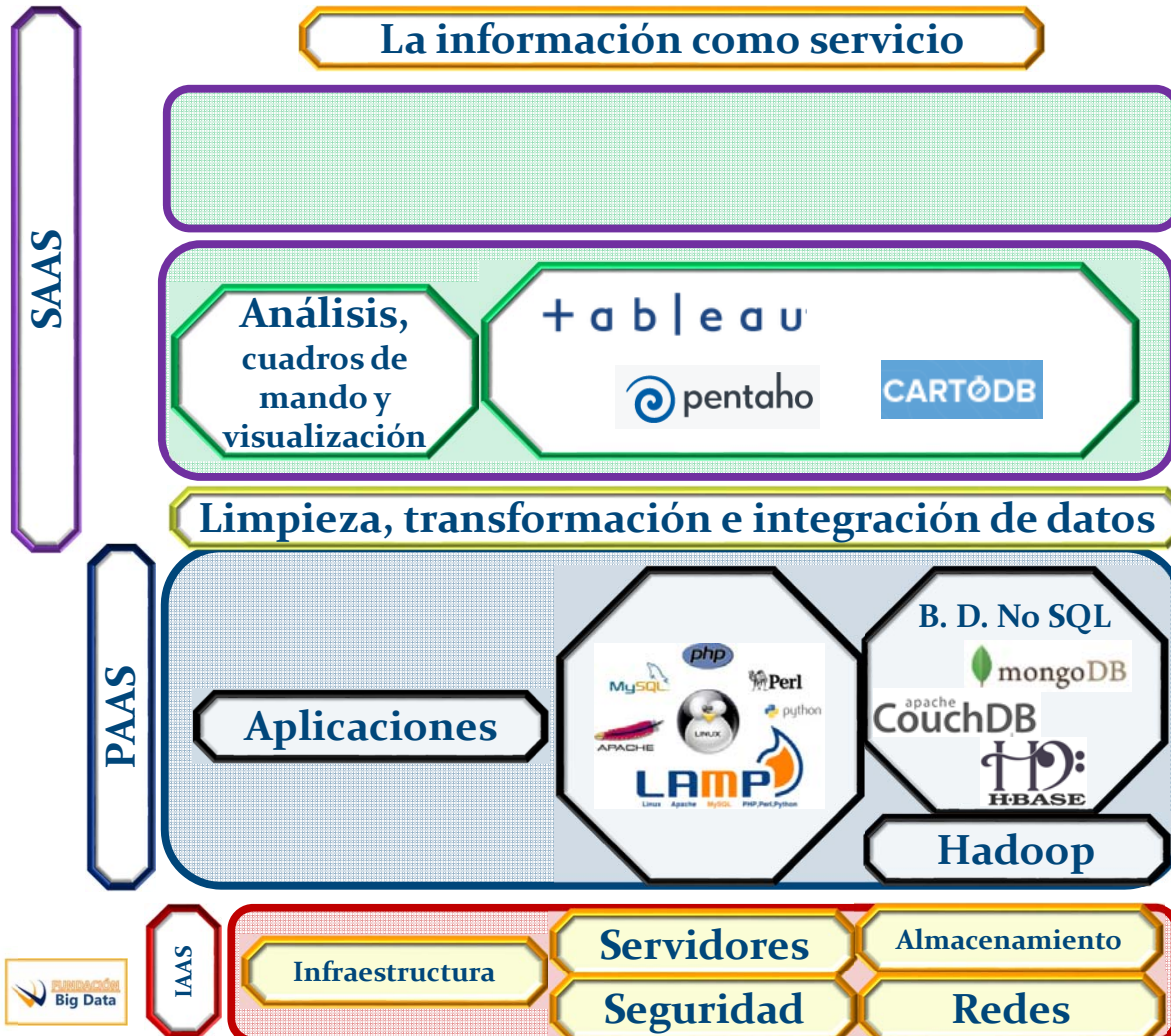 La información como servicio
SAAS
Análisis,
cuadros de
mando y
visualización
+ a b | e a u
pentaho
CARTODB
Limpieza, transformación e integración de datos
PAAS
Aplicaciones
php
MySQL
Perl
python
LINUX
APACHE
LAMP
Linux Apache MySQL PHP,Perl,Python
B. D. No SQL
mongoDB
apache
CouchDB
HBASE
Hadoop
IAAS
Infraestructura
Servidores
Almacenamiento
Seguridad
Redes
FUNDACIÓN
Big Data